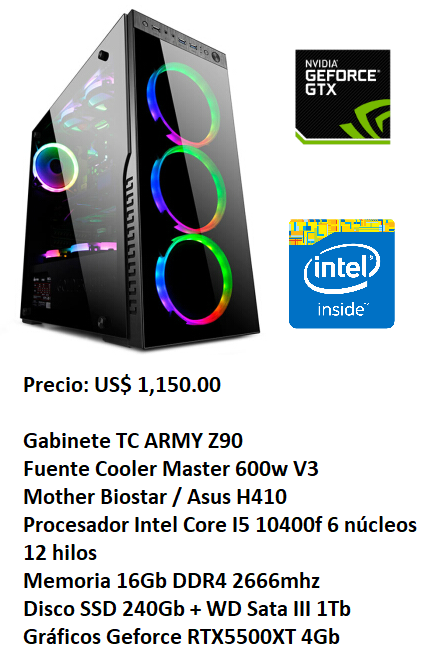 NVIDIA
GEFORCE®
GTX
intel
inside™
Precio: US$ 1,150.00
Gabinete TC ARMY Z90
Fuente Cooler Master 600w V3
Mother Biostar / Asus H410
Procesador Intel Core I5 10400f 6 núcleos
12 hilos
Memoria 16Gb DDR4 2666mhz
Disco SSD 240Gb + WD Sata III 1Tb
Gráficos Geforce RTX5500XT 4Gb